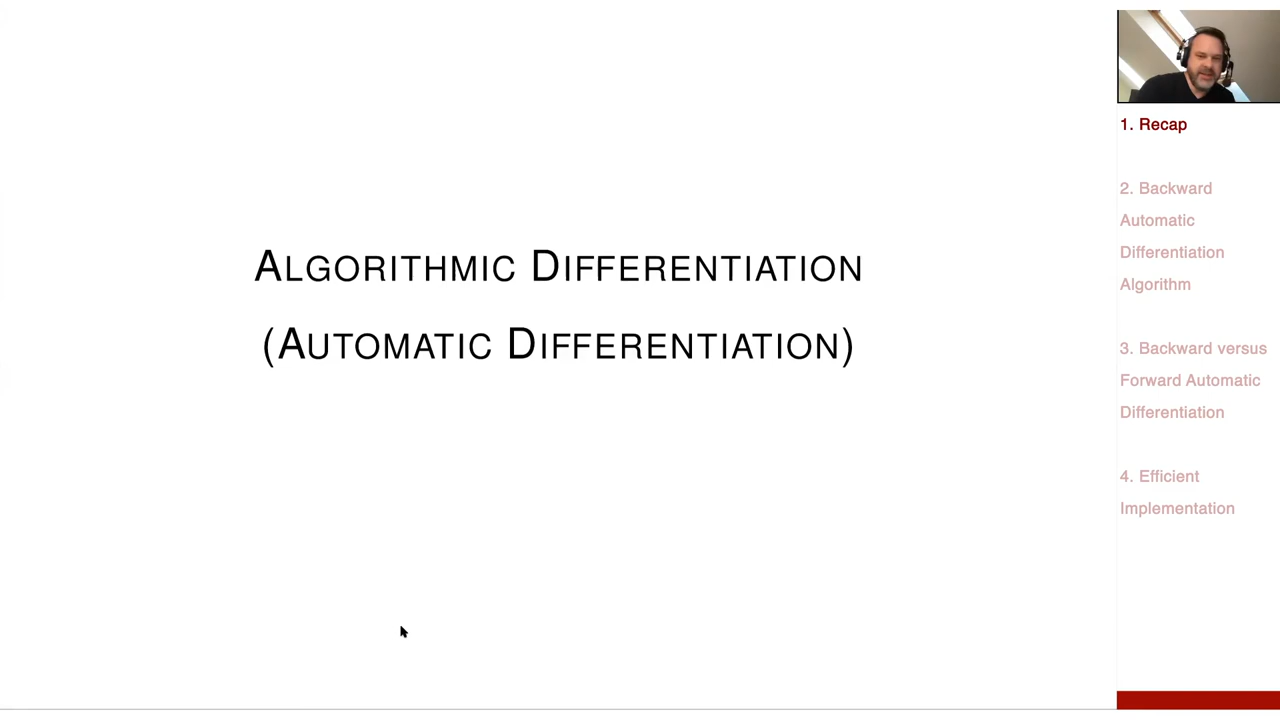 ALGORITHMIC DIFFERENTIATION
(AUTOMATIC DIFFERENTIATION)
1. Recap
2. Backward
Automatic
Differentiation
Algorithm
3. Backward versus
Forward Automatic
Differentiation
4. Efficient
Implementation